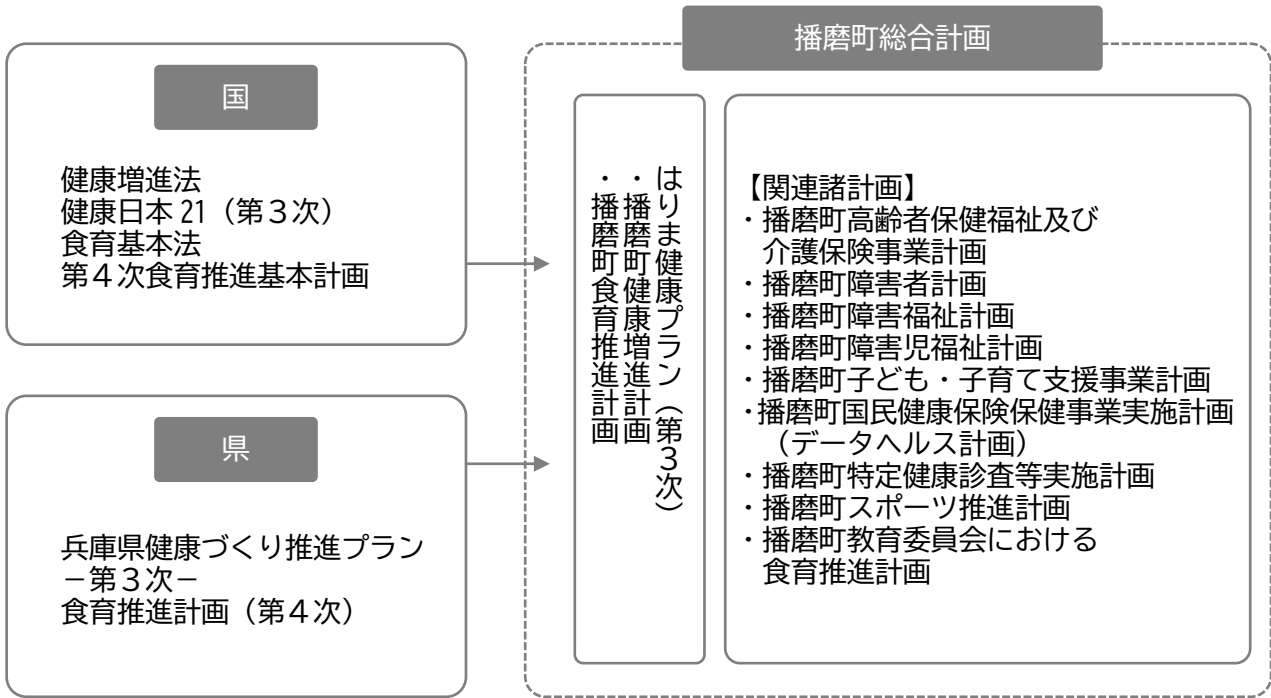 国
健康増進法
健康日本21（第３次）
食育基本法
第４次食育推進基本計画
県
兵庫県健康づくり推進プラン
－第３次－
食育推進計画（第４次）
播磨町総合計画
はりま健康プラン（第３次）
・播磨町健康増進計画
・播磨町食育推進計画
【関連諸計画】
・播磨町高齢者保健福祉及び
介護保険事業計画
・播磨町障害者計画
・播磨町障害福祉計画
・播磨町障害児福祉計画
・播磨町子ども・子育て支援事業計画
・播磨町国民健康保険保健事業実施計画
（データヘルス計画）
・播磨町特定健康診査等実施計画
・播磨町スポーツ推進計画
・播磨町教育委員会における
食育推進計画